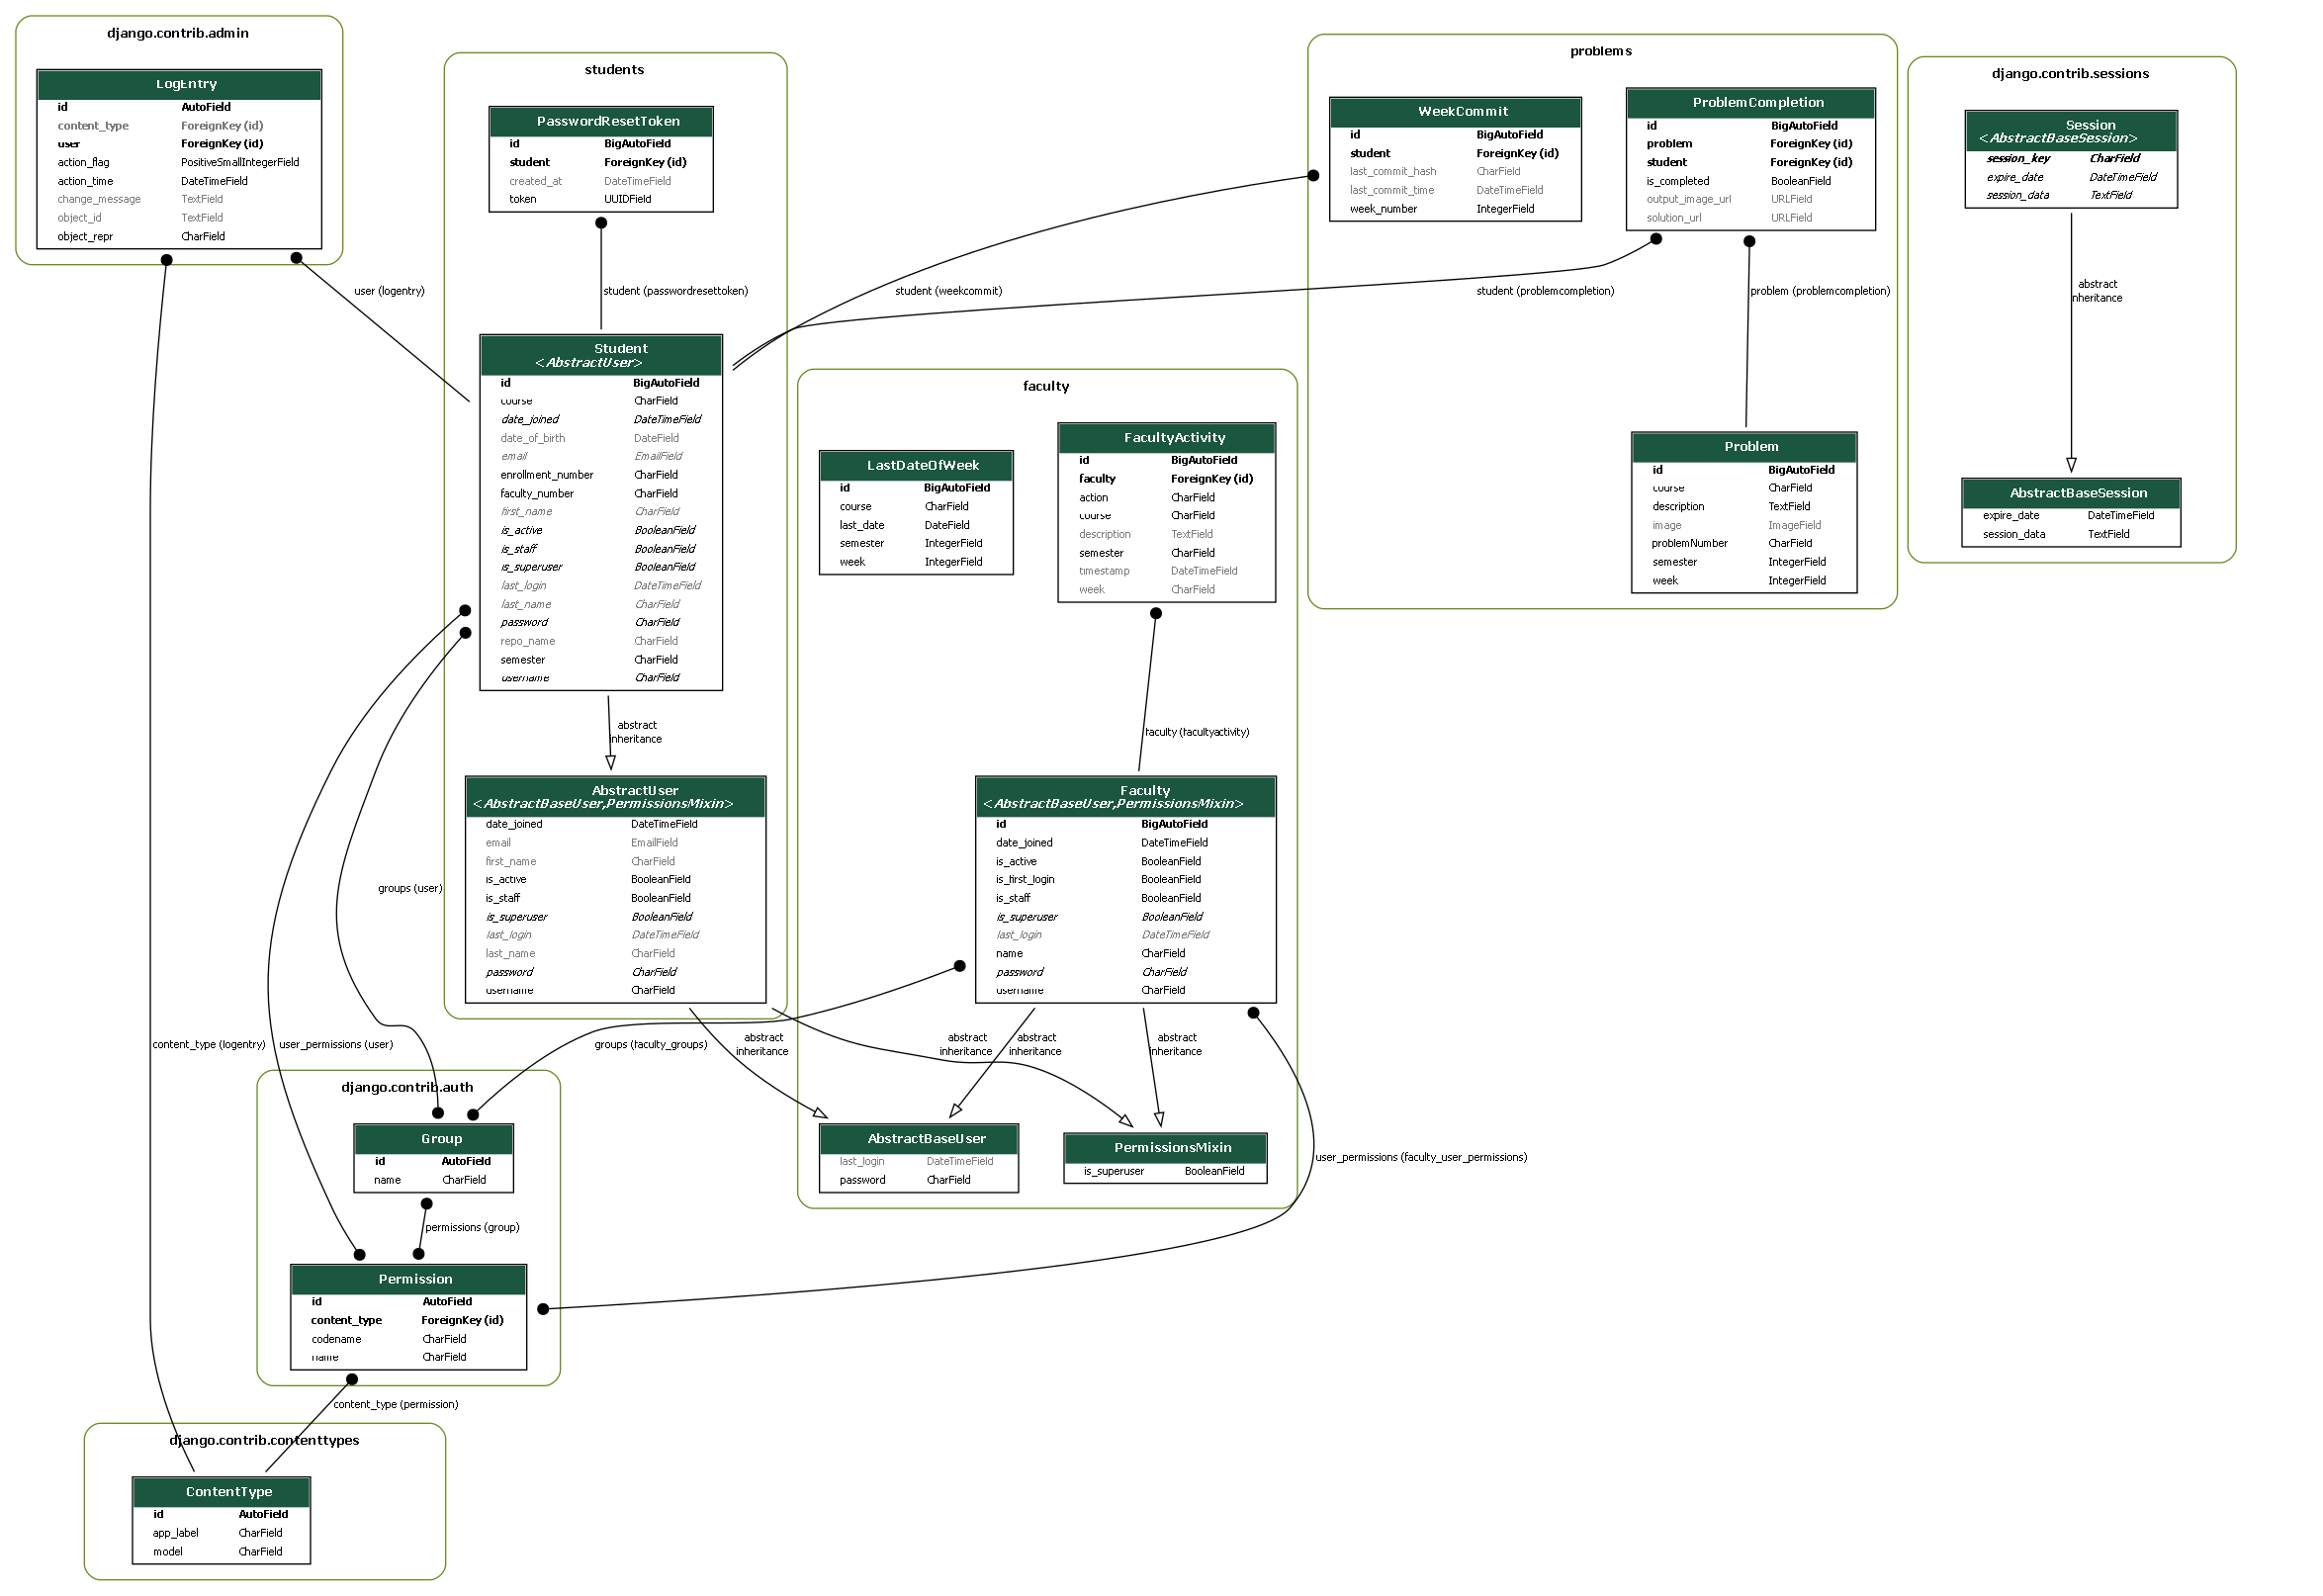 django.contrib.admin
LogEntry
id AutoField
content_type ForeignKey (id)
user ForeignKey (id)
action_flag PositiveSmallIntegerField
action_time DateTimeField
change_message TextField
object_id TextField
object_repr CharField
students
PasswordResetToken
id BigAutoField
student ForeignKey (id)
created_at DateTimeField
token UUIDField
user (logentry)
student (passwordresettoken)
Student
<AbstractUser>
id BigAutoField
course CharField
date_joined DateTimeField
date_of_birth DateField
email EmailField
enrollment_number CharField
faculty_number CharField
first_name CharField
is_active BooleanField
is_staff BooleanField
is_superuser BooleanField
last_login DateTimeField
last_name CharField
password CharField
repo_name CharField
semester CharField
username CharField
abstract
inheritance
AbstractUser
<AbstractBaseUser,PermissionsMixin>
date_joined DateTimeField
email EmailField
first_name CharField
is_active BooleanField
is_staff BooleanField
is_superuser BooleanField
last_login DateTimeField
last_name CharField
password CharField
username CharField
problems
WeekCommit
id BigAutoField
student ForeignKey (id)
last_commit_hash CharField
last_commit_time DateTimeField
week_number IntegerField
ProblemCompletion
id BigAutoField
problem ForeignKey (id)
student ForeignKey (id)
is_completed BooleanField
output_image_url URLField
solution_url URLField
student (weekcommit)
student (problemcompletion)
problem (problemcompletion)
Problem
id BigAutoField
course CharField
description TextField
image ImageField
problemNumber CharField
semester IntegerField
week IntegerField
django.contrib.sessions
Session
<AbstractBaseSession>
session_key CharField
expire_date DateTimeField
session_data TextField
abstract
inheritance
AbstractBaseSession
expire_date DateTimeField
session_data TextField
faculty
LastDateOfWeek
id BigAutoField
course CharField
last_date DateField
semester IntegerField
week IntegerField
FacultyActivity
id BigAutoField
faculty ForeignKey (id)
action CharField
course CharField
description TextField
semester CharField
timestamp DateTimeField
week CharField
faculty (facultyactivity)
Faculty
<AbstractBaseUser,PermissionsMixin>
id BigAutoField
date_joined DateTimeField
is_active BooleanField
is_first_login BooleanField
is_staff BooleanField
is_superuser BooleanField
last_login DateTimeField
name CharField
password CharField
username CharField
groups (user)
content_type (logentry)
user_permissions (user)
groups (faculty_groups)
abstract
inheritance
abstract
inheritance
abstract
inheritance
abstract
inheritance
AbstractBaseUser
last_login DateTimeField
password CharField
PermissionsMixin
is_superuser BooleanField
user_permissions (faculty_user_permissions)
django.contrib.auth
Group
id AutoField
name CharField
permissions (group)
Permission
id AutoField
content_type ForeignKey (id)
codename CharField
name CharField
content_type (permission)
django.contrib.contenttypes
ContentType
id AutoField
app_label CharField
model CharField